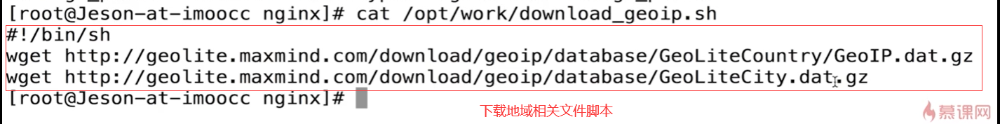 [root@Jeson-at-imoocc nginx]# cat /opt/work/download_geoip.sh
#!/bin/sh
wget http://geolite.maxmind.com/download/geoip/database/GeoLiteCountry/GeoIP.dat.gz
wget http://geolite.maxmind.com/download/geoip/database/GeoLiteCity.dat.gz
[root@Jeson-at-imoocc nginx]#
下载地域相关文件脚本
慕课网